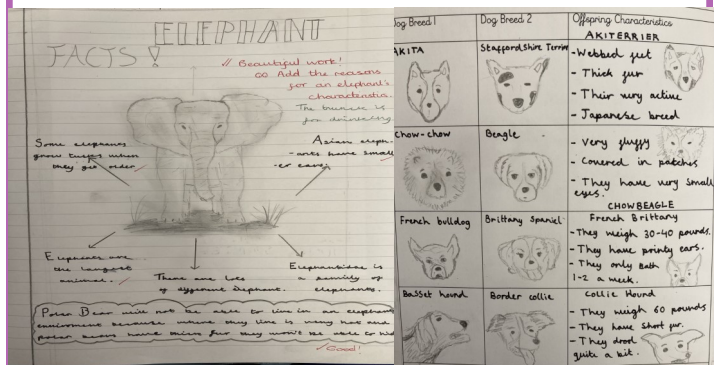 ELEPHANT
FACTS!
// Beautiful work!
∞ Add the reasons
for an elephant's
characteristic.
The trunk is
for drinking
Some elephants
grow tusks when
they get older.
Asian eleph-
-ants have small
-er ears.
Elephants are
the largest
animal.
There are lots
of different elephant.
Elephantidae is
a family of
elephants.
Polar Bear will not be able to live in an elephant
enviroment because where they live is very hot and
polar bears have thick fur they won't be able to
✓ Good!
Dog Breed 1
Dog Breed 2
Offspring Characteristics
AKITA
Staffordshire Terrier
AKITERRIER
- Webbed feet
- Thick fur
- Their very active
- Japanese breed
Chow-chow
Beagle
- Very fluffy
- Covered in patches
- They have very small
eyes.
CHOWBEAGLE
French bulldog
Brittany Spaniel
French Brittany
- They weigh 30-40 pounds.
- They have pointy ears.
- They only bath
1-2 a week.
Basset hound
Border collie
Collie Hound
- They weigh 60 pounds
- They have short fur.
- They drool
quite a bit.